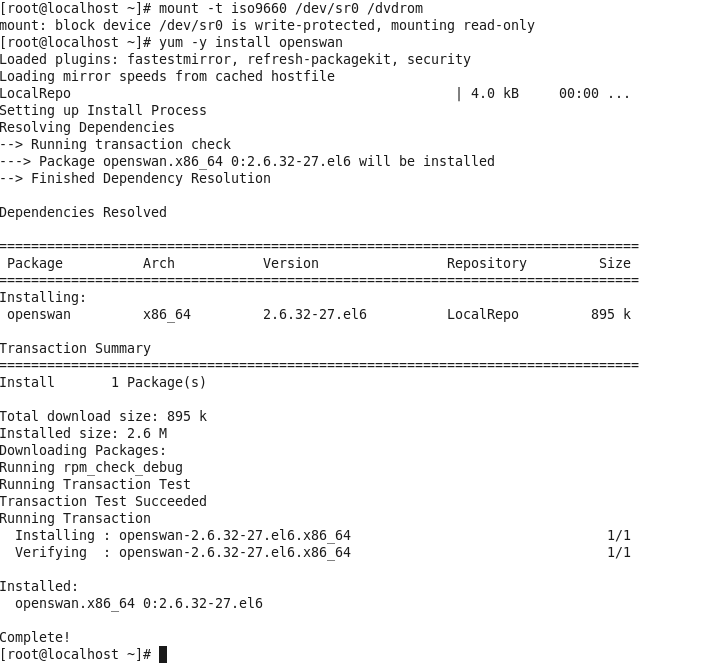 [root@localhost ~]# mount -t iso9660 /dev/sr0 /dvdrom
mount: block device /dev/sr0 is write-protected, mounting read-only
[root@localhost ~]# yum -y install openswan
Loaded plugins: fastestmirror, refresh-packagekit, security
Loading mirror speeds from cached hostfile
LocalRepo                                                | 4.0 kB     00:00 ...
Setting up Install Process
Resolving Dependencies
--> Running transaction check
---> Package openswan.x86_64 0:2.6.32-27.el6 will be installed
--> Finished Dependency Resolution

Dependencies Resolved

================================================================================
 Package          Arch           Version                Repository         Size
================================================================================
Installing:
 openswan         x86_64         2.6.32-27.el6          LocalRepo         895 k

Transaction Summary
================================================================================
Install       1 Package(s)

Total download size: 895 k
Installed size: 2.6 M
Downloading Packages:
Running rpm_check_debug
Running Transaction Test
Transaction Test Succeeded
Running Transaction
  Installing : openswan-2.6.32-27.el6.x86_64                                1/1
  Verifying  : openswan-2.6.32-27.el6.x86_64                                1/1

Installed:
  openswan.x86_64 0:2.6.32-27.el6

Complete!
[root@localhost ~]#